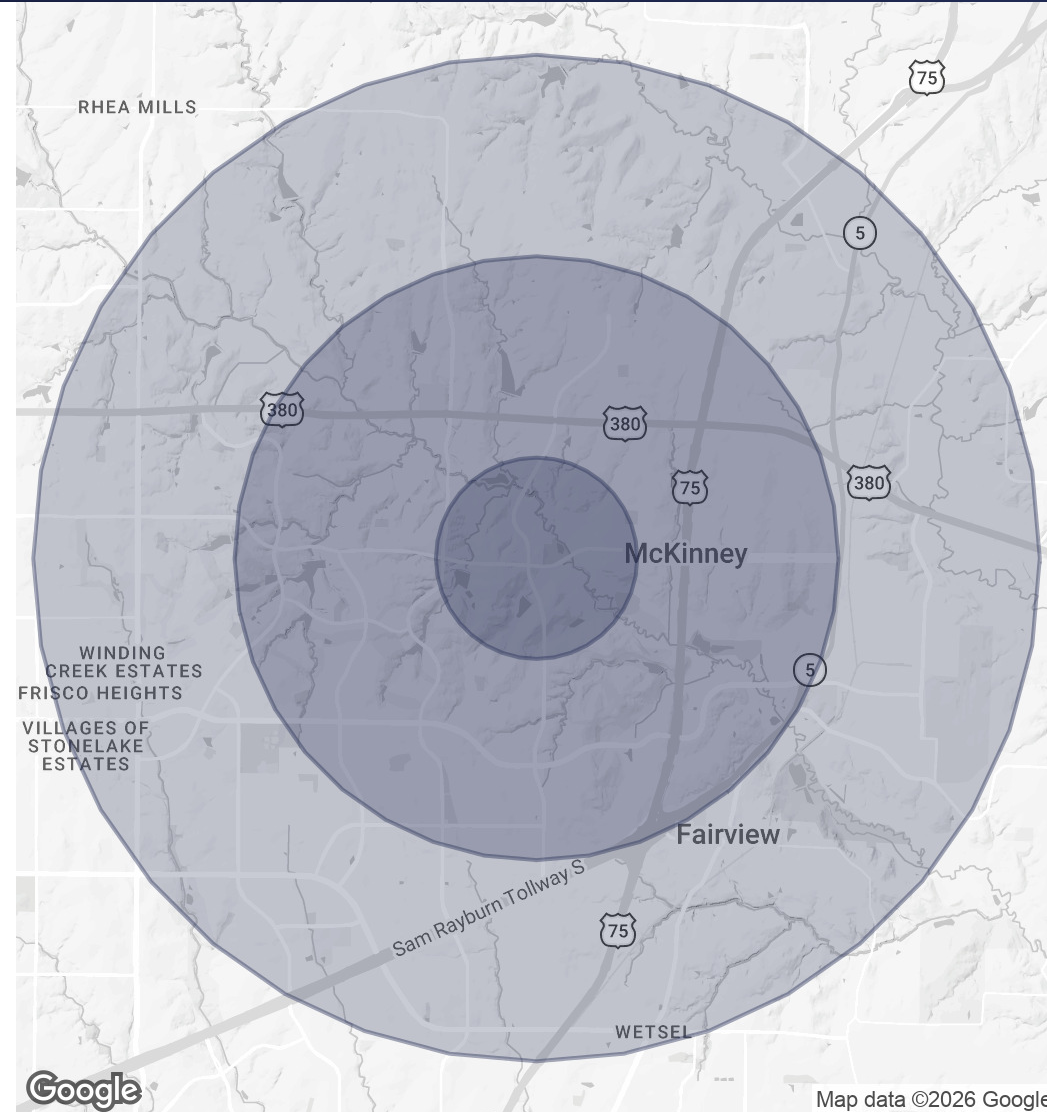 75
RHEA MILLS
5
380
380
75
380
McKinney
WINDING
CREEK ESTATES
FRISCO HEIGHTS
5
VILLAGES OF
STONELAKE
ESTATES
Fairview
Sam Rayburn Tollway S
75
WETSEL
Google
Map data ©2026 Google